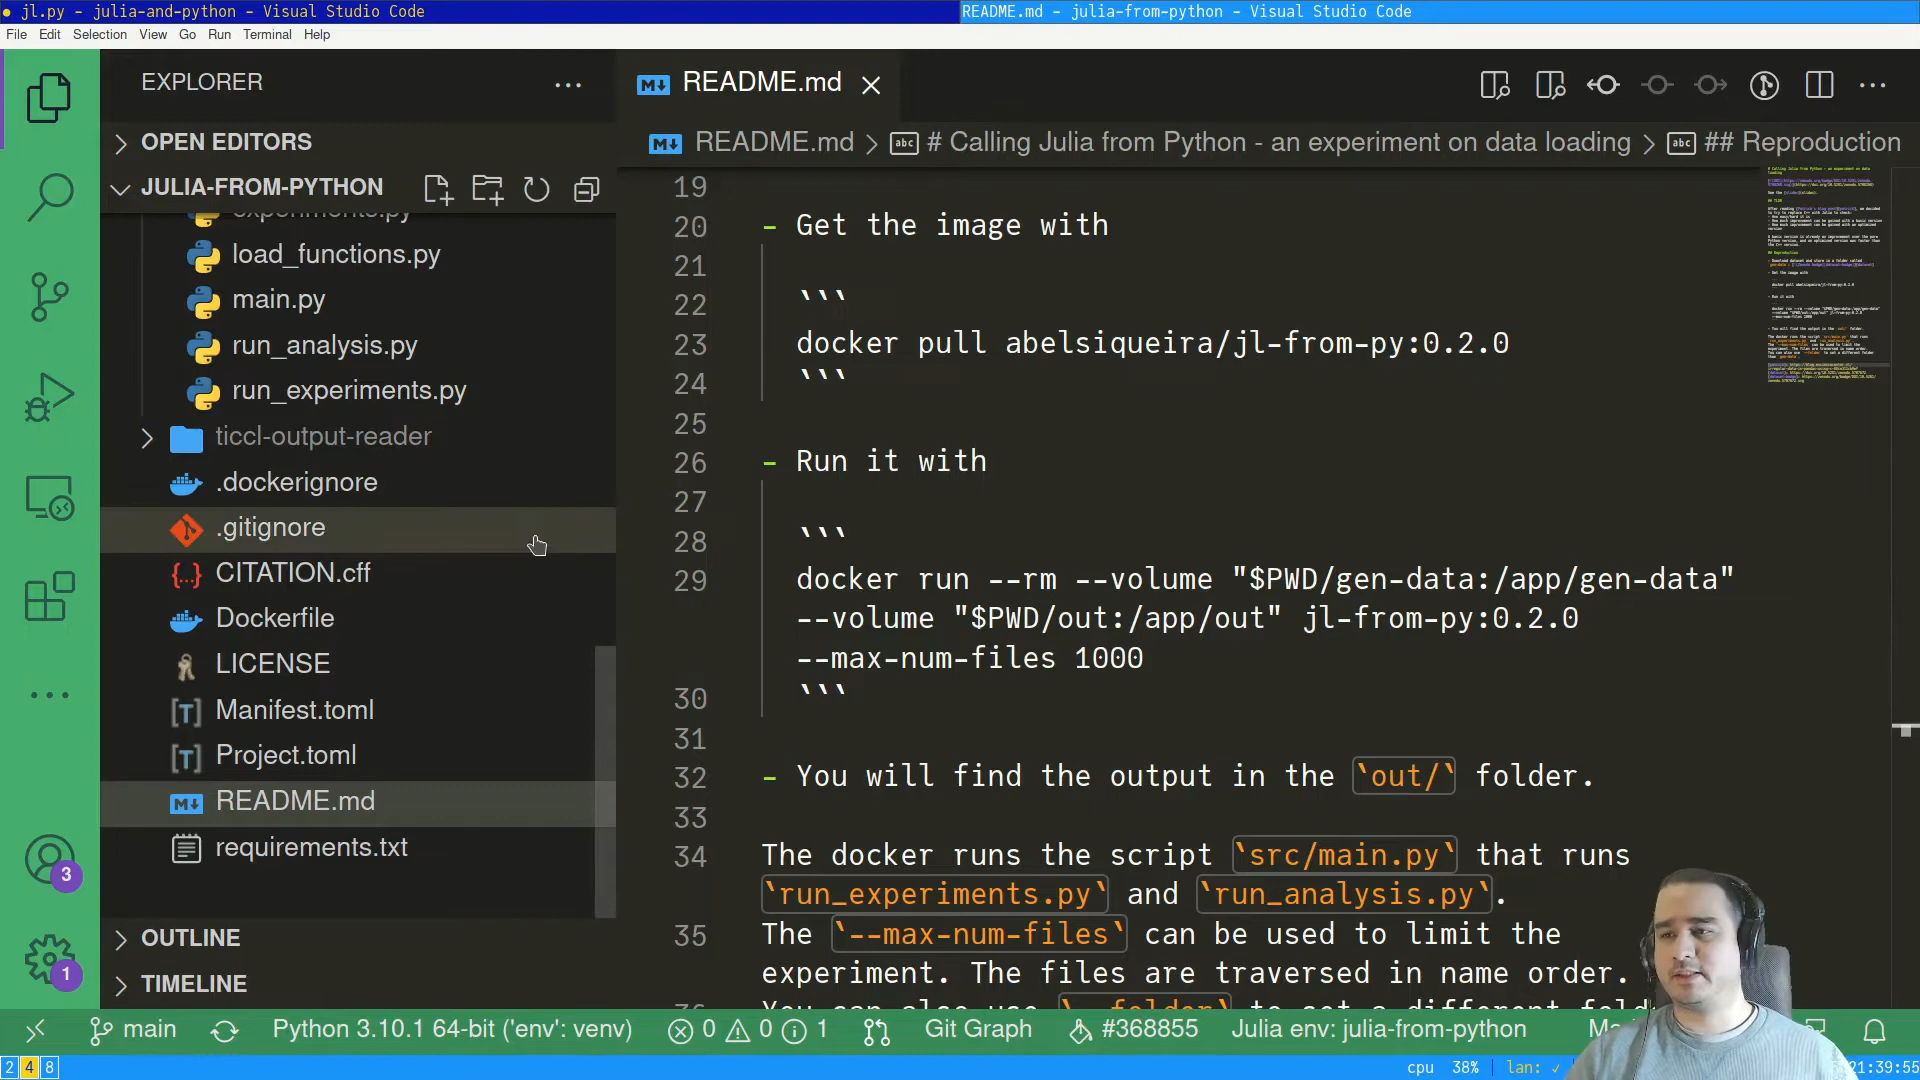 jl.py - julia-and-python - Visual Studio Code
README.md - julia-from-python - Visual Studio Code
File Edit Selection View Go Run Terminal Help
EXPLORER
OPEN EDITORS
JULIA-FROM-PYTHON
experiments.py
load_functions.py
main.py
run_analysis.py
run_experiments.py
ticcl-output-reader
.dockerignore
.gitignore
CITATION.cff
Dockerfile
LICENSE
Manifest.toml
Project.toml
README.md
requirements.txt
OUTLINE
TIMELINE
3
1
README.md
README.md > # Calling Julia from Python - an experiment on data loading > ## Reproduction
19
20 - Get the image with
21
22 ```
23 docker pull abelsiqueira/jl-from-py:0.2.0
24 ```
25
26 - Run it with
27
28 ```
29 docker run --rm --volume "$PWD/gen-data:/app/gen-data"
--volume "$PWD/out:/app/out" jl-from-py:0.2.0
--max-num-files 1000
30 ```
31
32 - You will find the output in the `out/` folder.
33
34 The docker runs the script `src/main.py` that runs
`run_experiments.py` and `run_analysis.py`.
35 The `--max-num-files` can be used to limit the
experiment. The files are traversed in name order.
main Python 3.10.1 64-bit ('env': venv) 0 0 1 Git Graph #368855 Julia env: julia-from-python
2 4 8 cpu 38% lan: ✓ 21:39:55